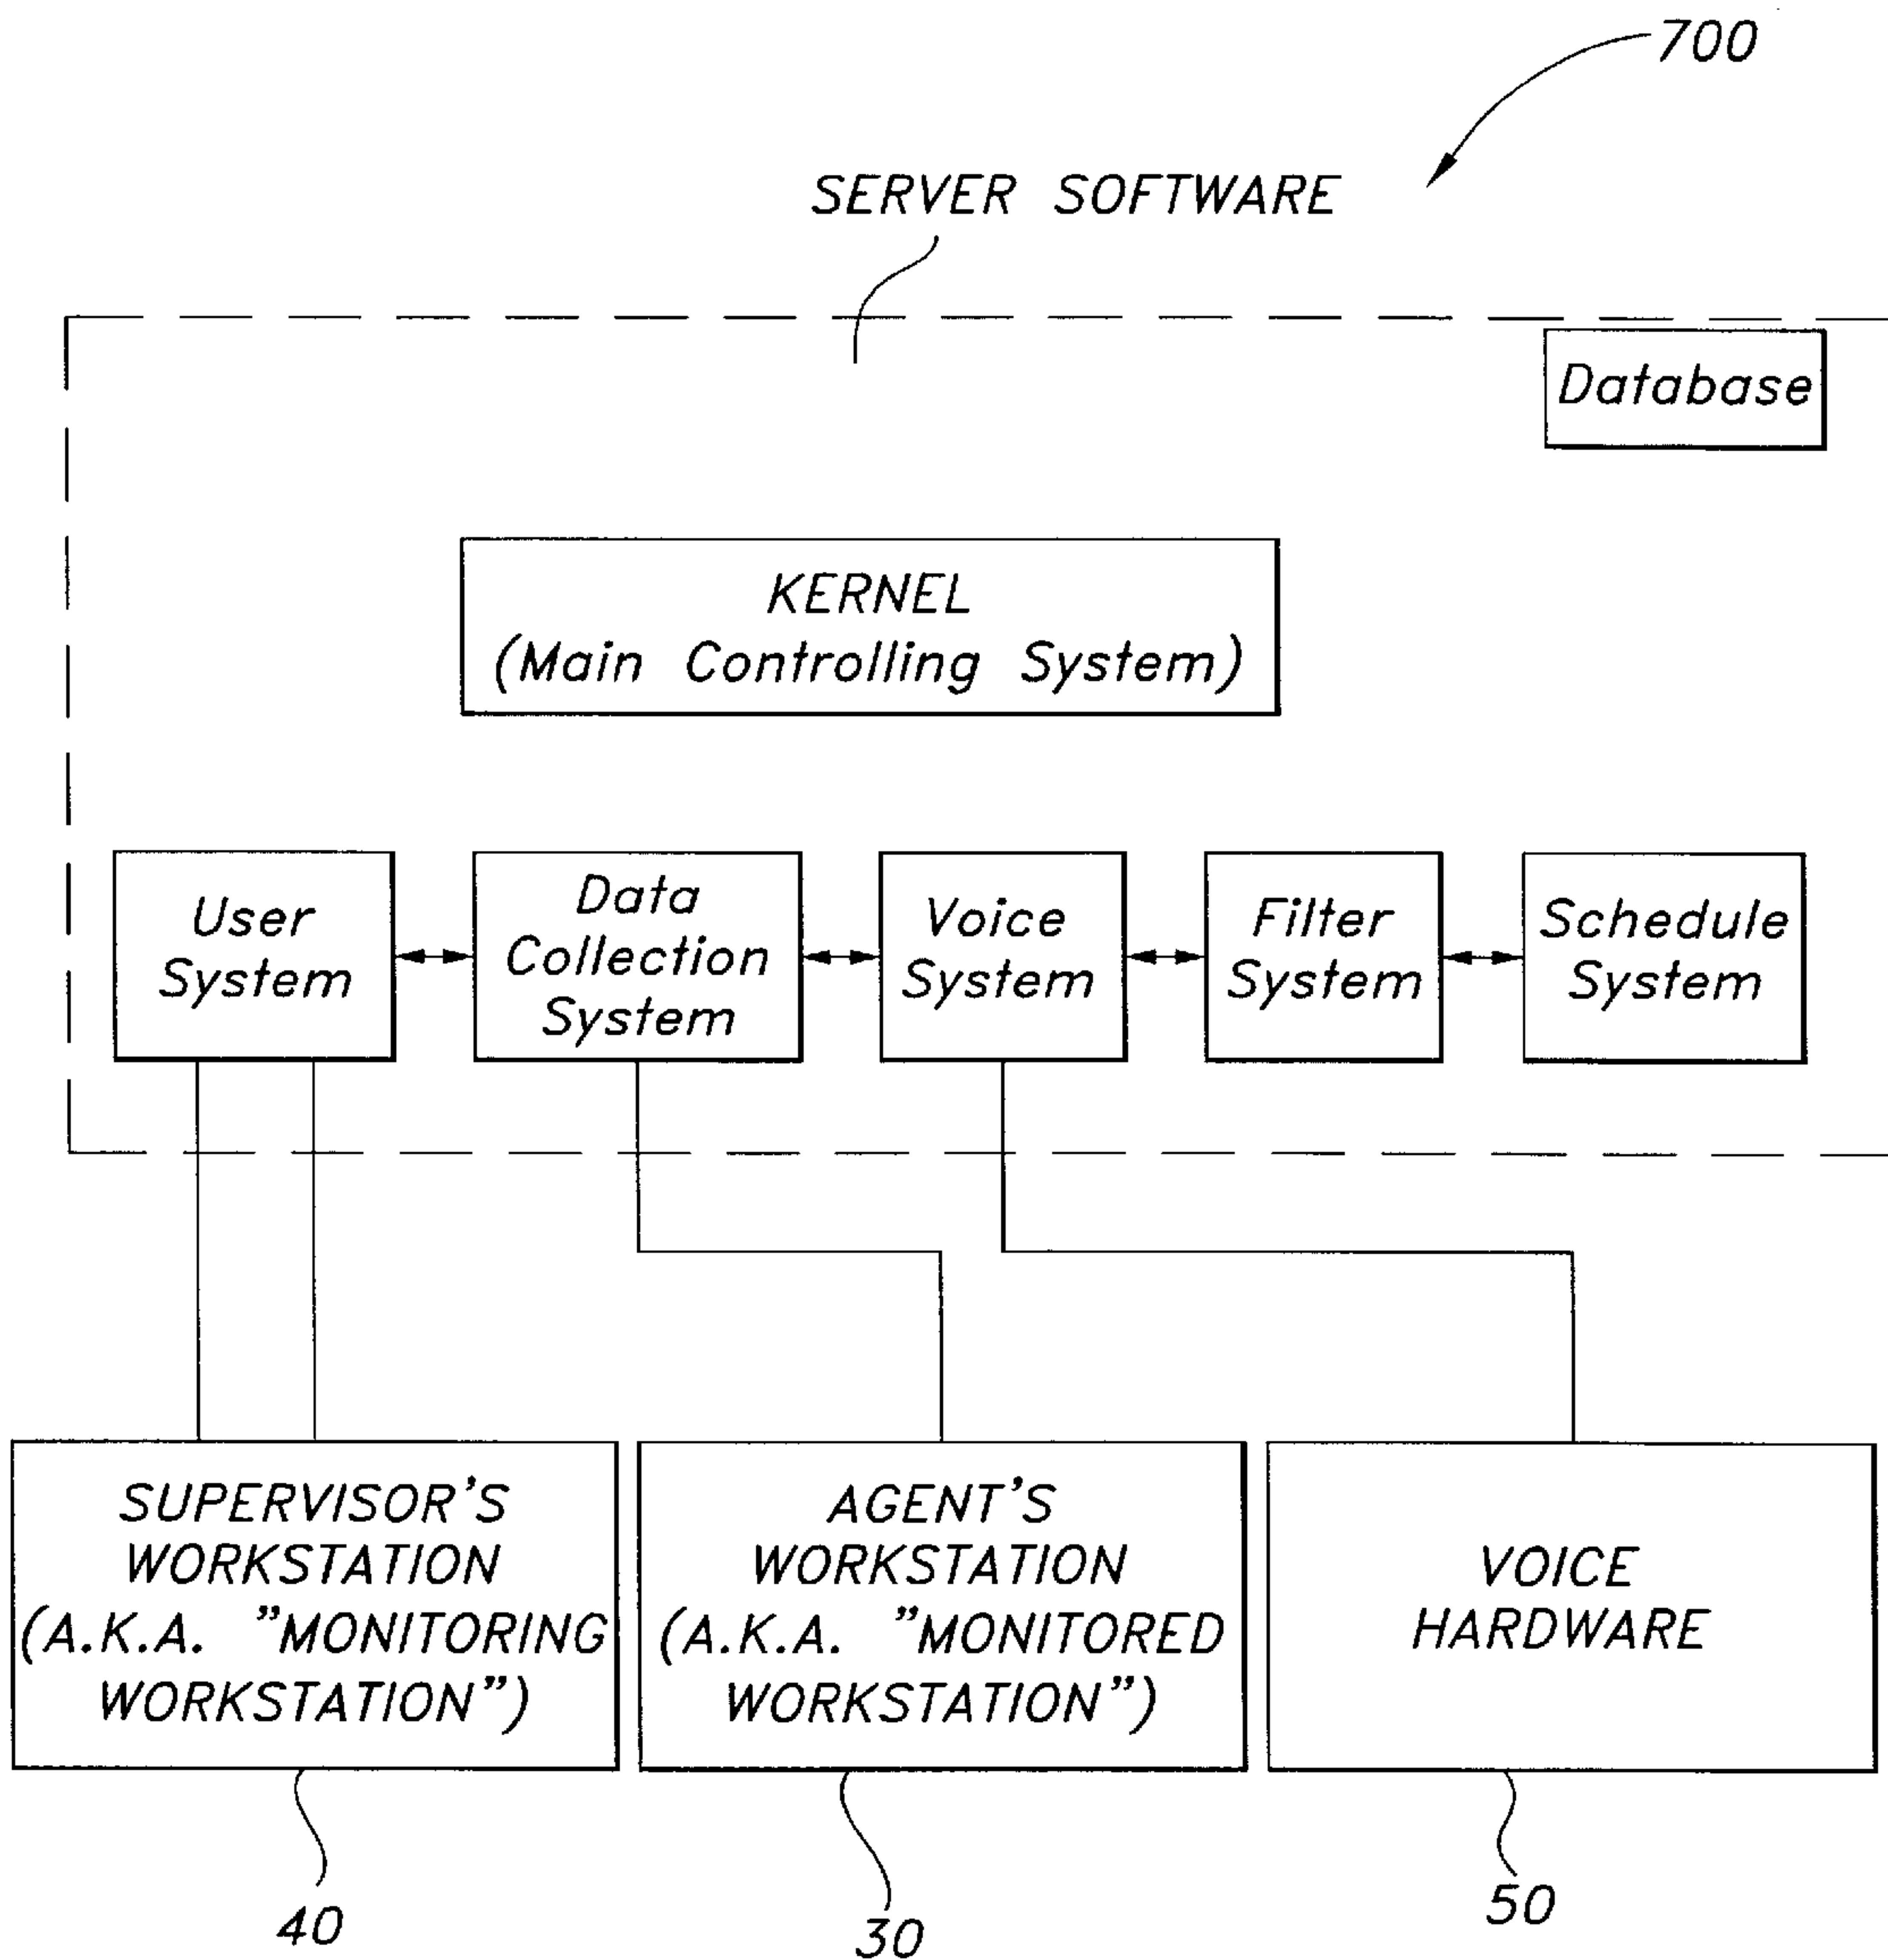 700
SERVER SOFTWARE
Database
KERNEL
(Main Controlling System)
User
System
Data
Collection
System
Voice
System
Filter
System
Schedule
System
SUPERVISOR'S
WORKSTATION
(A.K.A. "MONITORING
WORKSTATION")
AGENT'S
WORKSTATION
(A.K.A. "MONITORED
WORKSTATION")
VOICE
HARDWARE
40
30
50